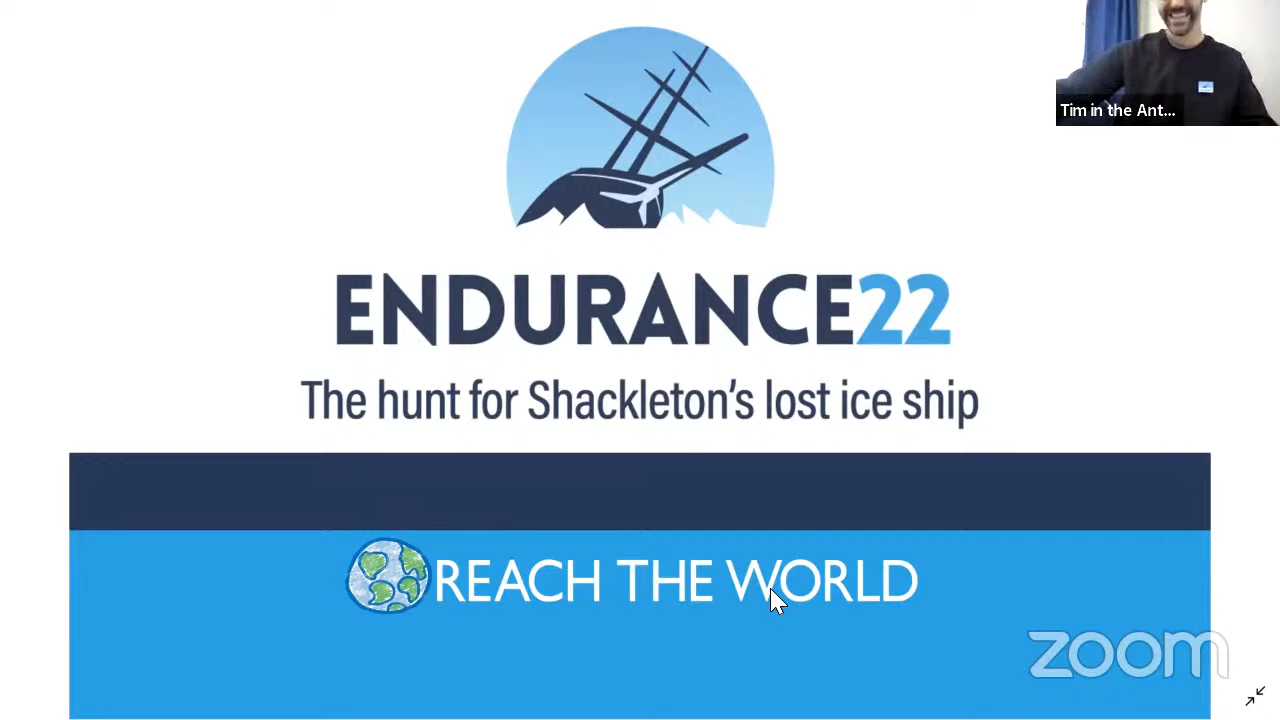 Tim in the Ant...
ENDURANCE22
The hunt for Shackleton's lost ice ship
REACH THE WORLD
zoom